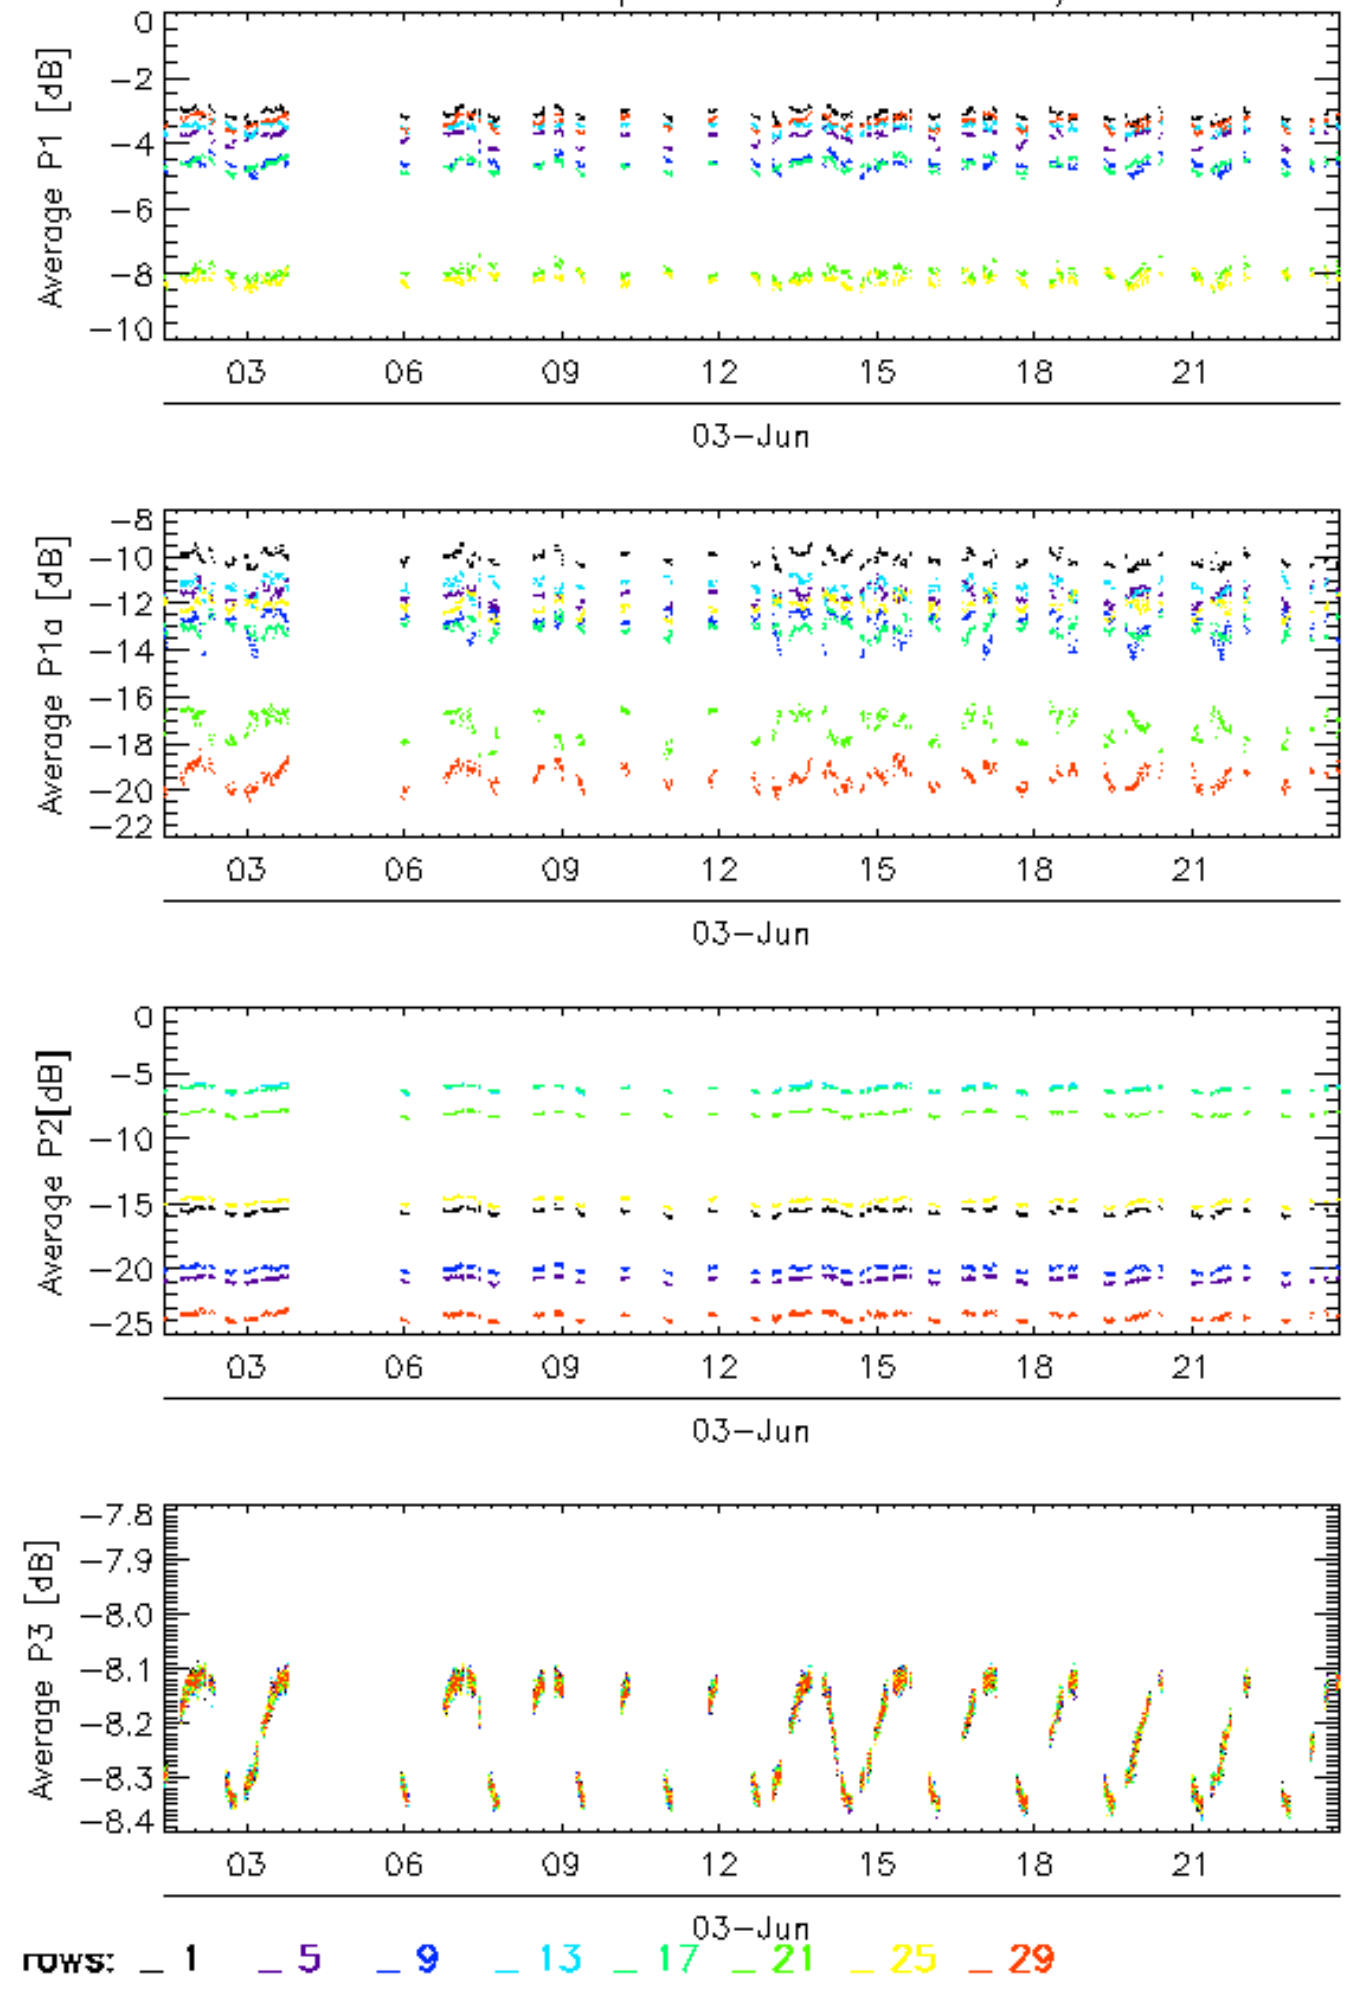 0
Average P1 [dB]
−2
−4
−6
−8
−10
03 06 09 12 15 18 21
03−Jun
−8
Average P1a [dB]
−10
−12
−14
−16
−18
−20
−22
03 06 09 12 15 18 21
03−Jun
0
Average P2[dB]
−5
−10
−15
−20
−25
03 06 09 12 15 18 21
03−Jun
−7.8
Average P3 [dB]
−7.9
−8.0
−8.1
−8.2
−8.3
−8.4
03 06 09 12 15 18 21
03−Jun
rows: _ 1 _ 5 _ 9 _ 13 _ 17 _ 21 _ 25 _ 29